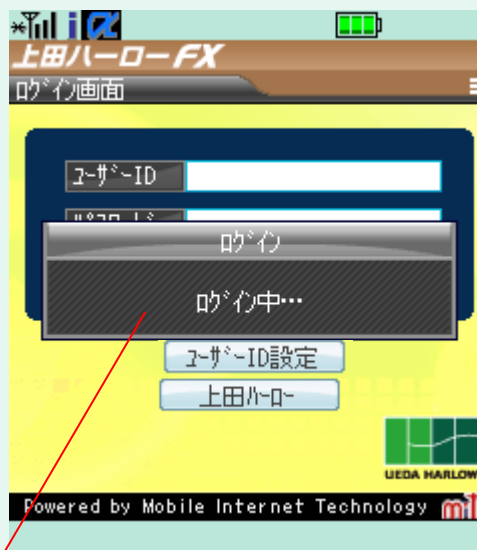 上田ハーローFX
ﾛｸﾞｲﾝ画面
ﾕｰｻﾞｰID
ﾛｸﾞｲﾝ
ﾛｸﾞｲﾝ中…
ﾕｰｻﾞｰID設定
上田ﾊｰﾛｰ
UEDA HARLOW
Powered by Mobile Internet Technology